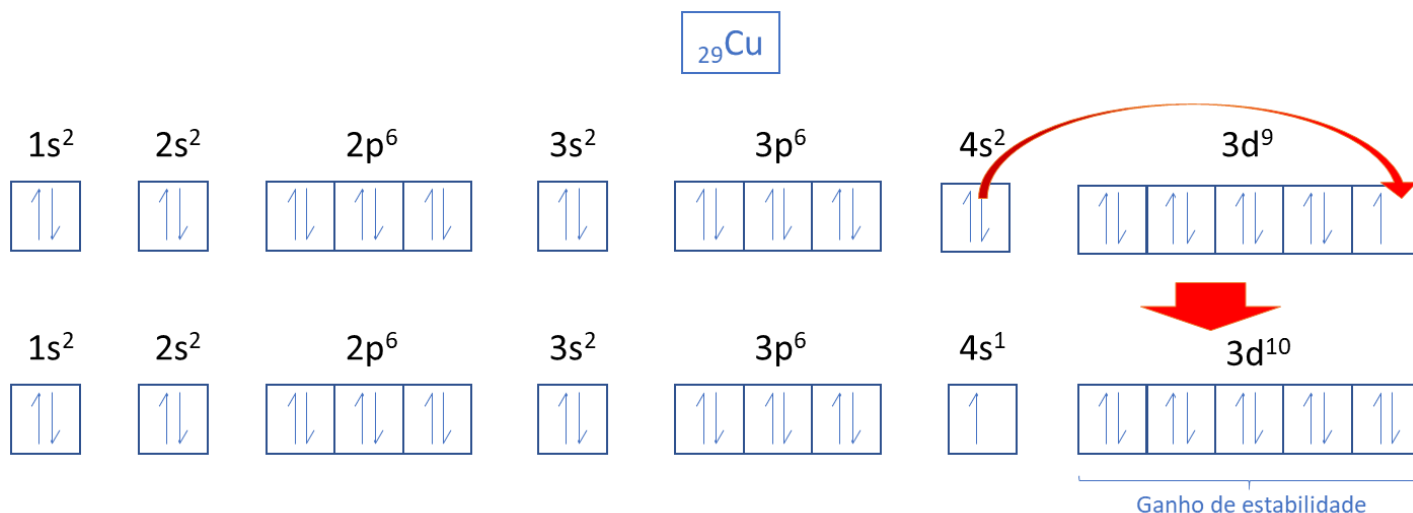 ₂₉Cu
1s² 2s² 2p⁶ 3s² 3p⁶ 4s² 3d⁹
1s² 2s² 2p⁶ 3s² 3p⁶ 4s¹ 3d¹⁰
Ganho de estabilidade